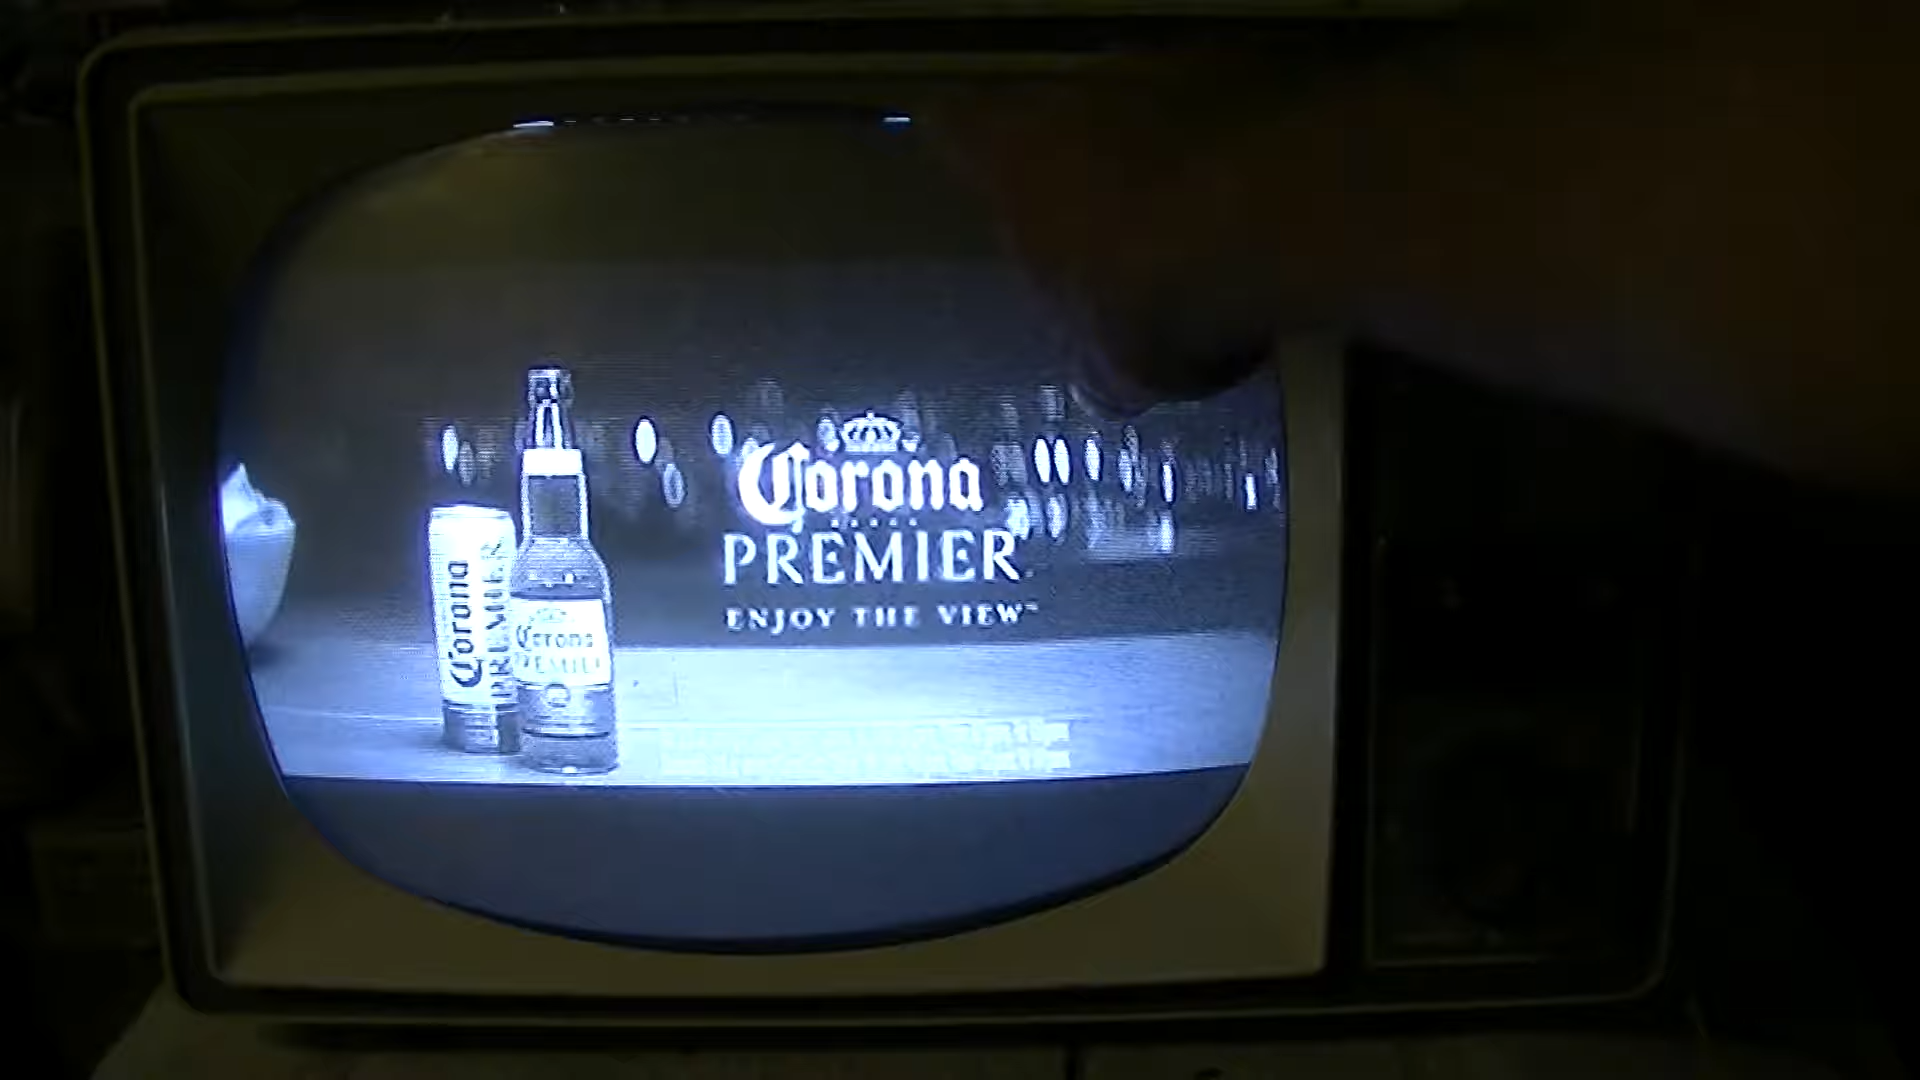 Corona
PREMIER
ENJOY THE VIEW™
Corona
PREMIER
Corona
PREMIER